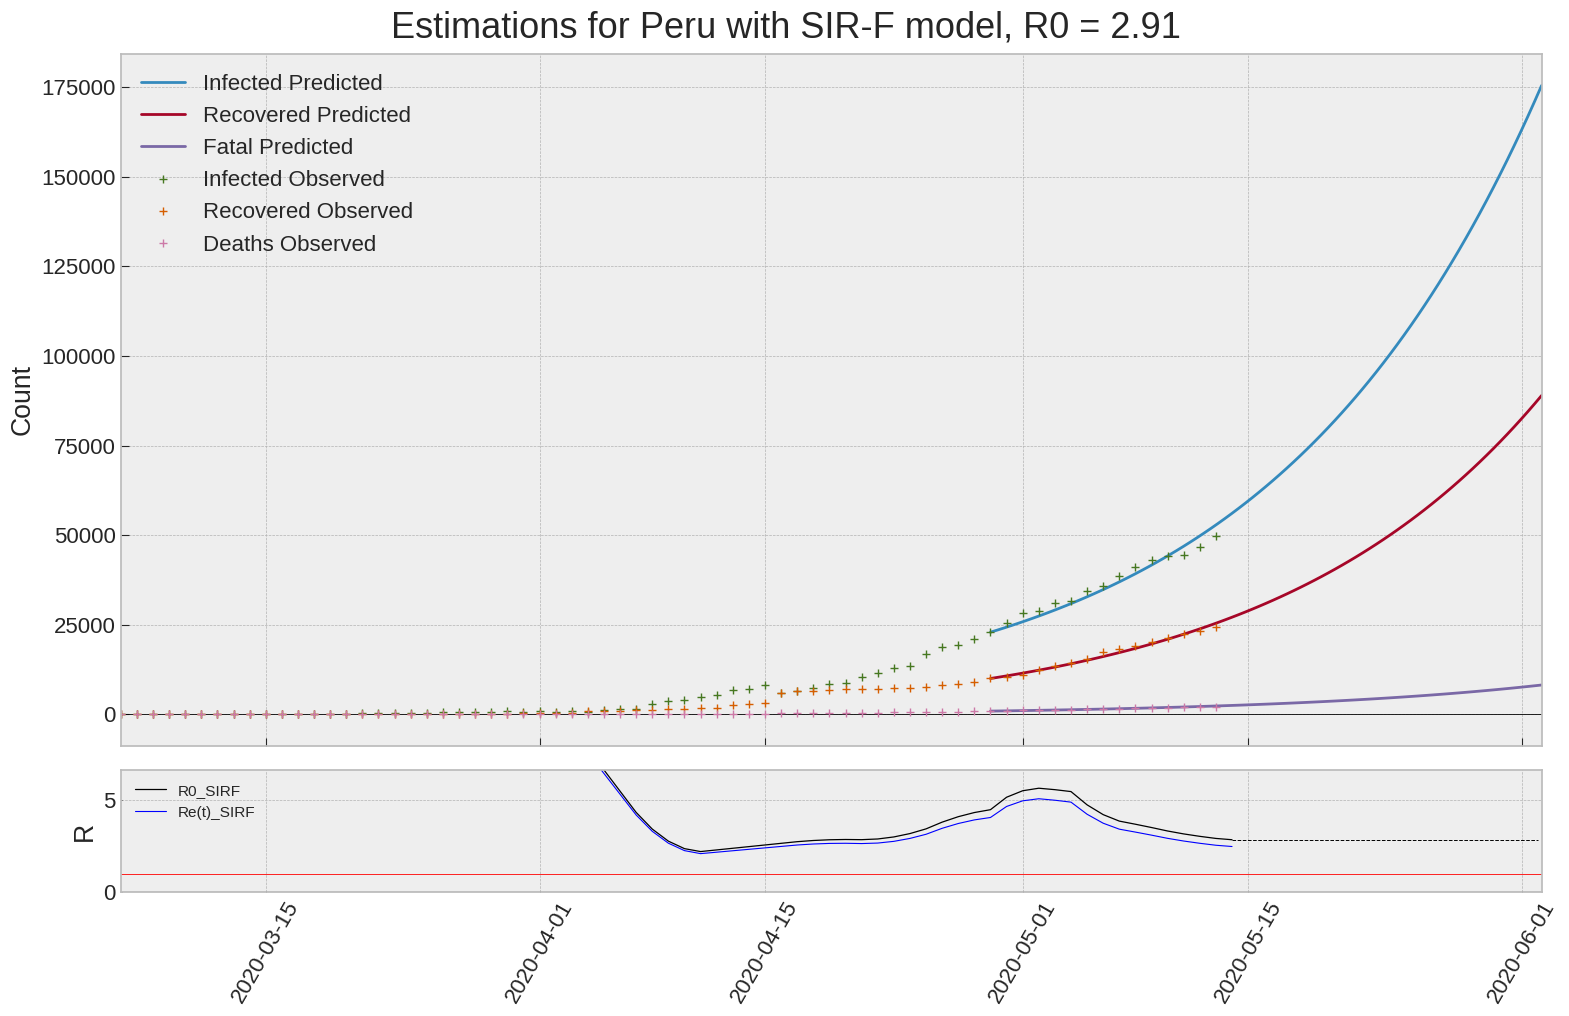 Estimations for Peru with SIR-F model, R0 = 2.91
175000
150000
125000
100000
75000
50000
25000
0
Count
Infected Predicted
Recovered Predicted
Fatal Predicted
Infected Observed
Recovered Observed
Deaths Observed
5
0
R
R0_SIRF
Re(t)_SIRF
2020-03-15
2020-04-01
2020-04-15
2020-05-01
2020-05-15
2020-06-01